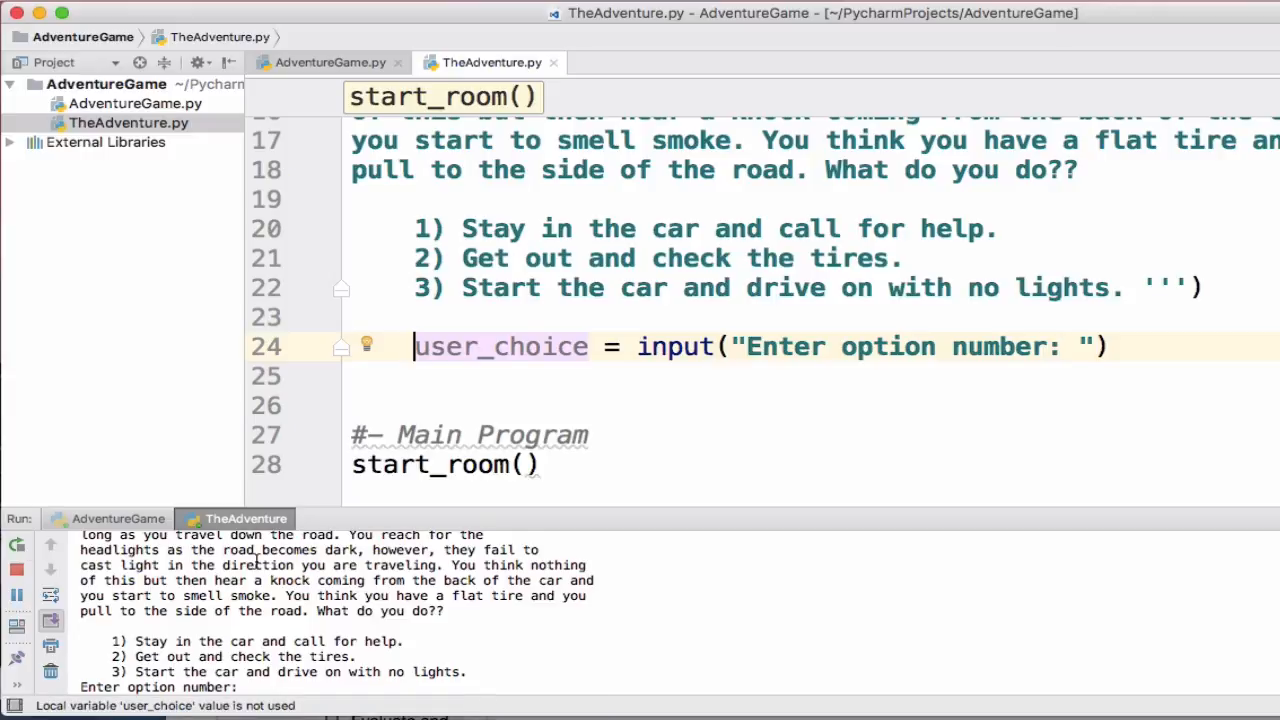 TheAdventure.py - AdventureGame - [~/PycharmProjects/AdventureGame]
AdventureGame TheAdventure.py
Project AdventureGame.py TheAdventure.py
AdventureGame ~/Pycharm
AdventureGame.py
TheAdventure.py
External Libraries
start_room()
17 you start to smell smoke. You think you have a flat tire an
18 pull to the side of the road. What do you do??
19
20 1) Stay in the car and call for help.
21 2) Get out and check the tires.
22 3) Start the car and drive on with no lights. ''')
23
24 user_choice = input("Enter option number: ")
25
26
27 #- Main Program
28 start_room()
Run: AdventureGame TheAdventure
long as you travel down the road. You reach for the
headlights as the road becomes dark, however, they fail to
cast light in the direction you are traveling. You think nothing
of this but then hear a knock coming from the back of the car and
you start to smell smoke. You think you have a flat tire and you
pull to the side of the road. What do you do??
1) Stay in the car and call for help.
2) Get out and check the tires.
3) Start the car and drive on with no lights.
Enter option number:
Local variable 'user_choice' value is not used